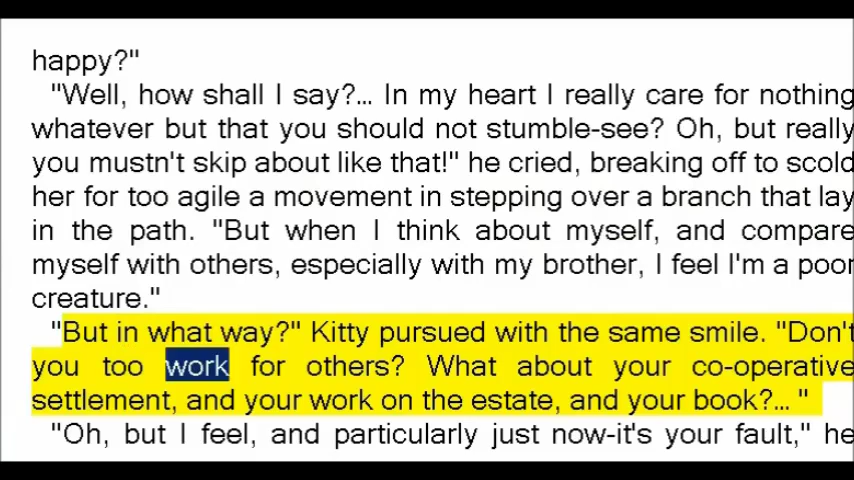 happy?"
"Well, how shall I say?... In my heart I really care for nothing
whatever but that you should not stumble-see? Oh, but really
you mustn't skip about like that!" he cried, breaking off to scold
her for too agile a movement in stepping over a branch that lay
in the path. "But when I think about myself, and compare
myself with others, especially with my brother, I feel I'm a poor
creature."
"But in what way?" Kitty pursued with the same smile. "Don't
you too work for others? What about your co-operative
settlement, and your work on the estate, and your book?... "
"Oh, but I feel, and particularly just now-it's your fault," he